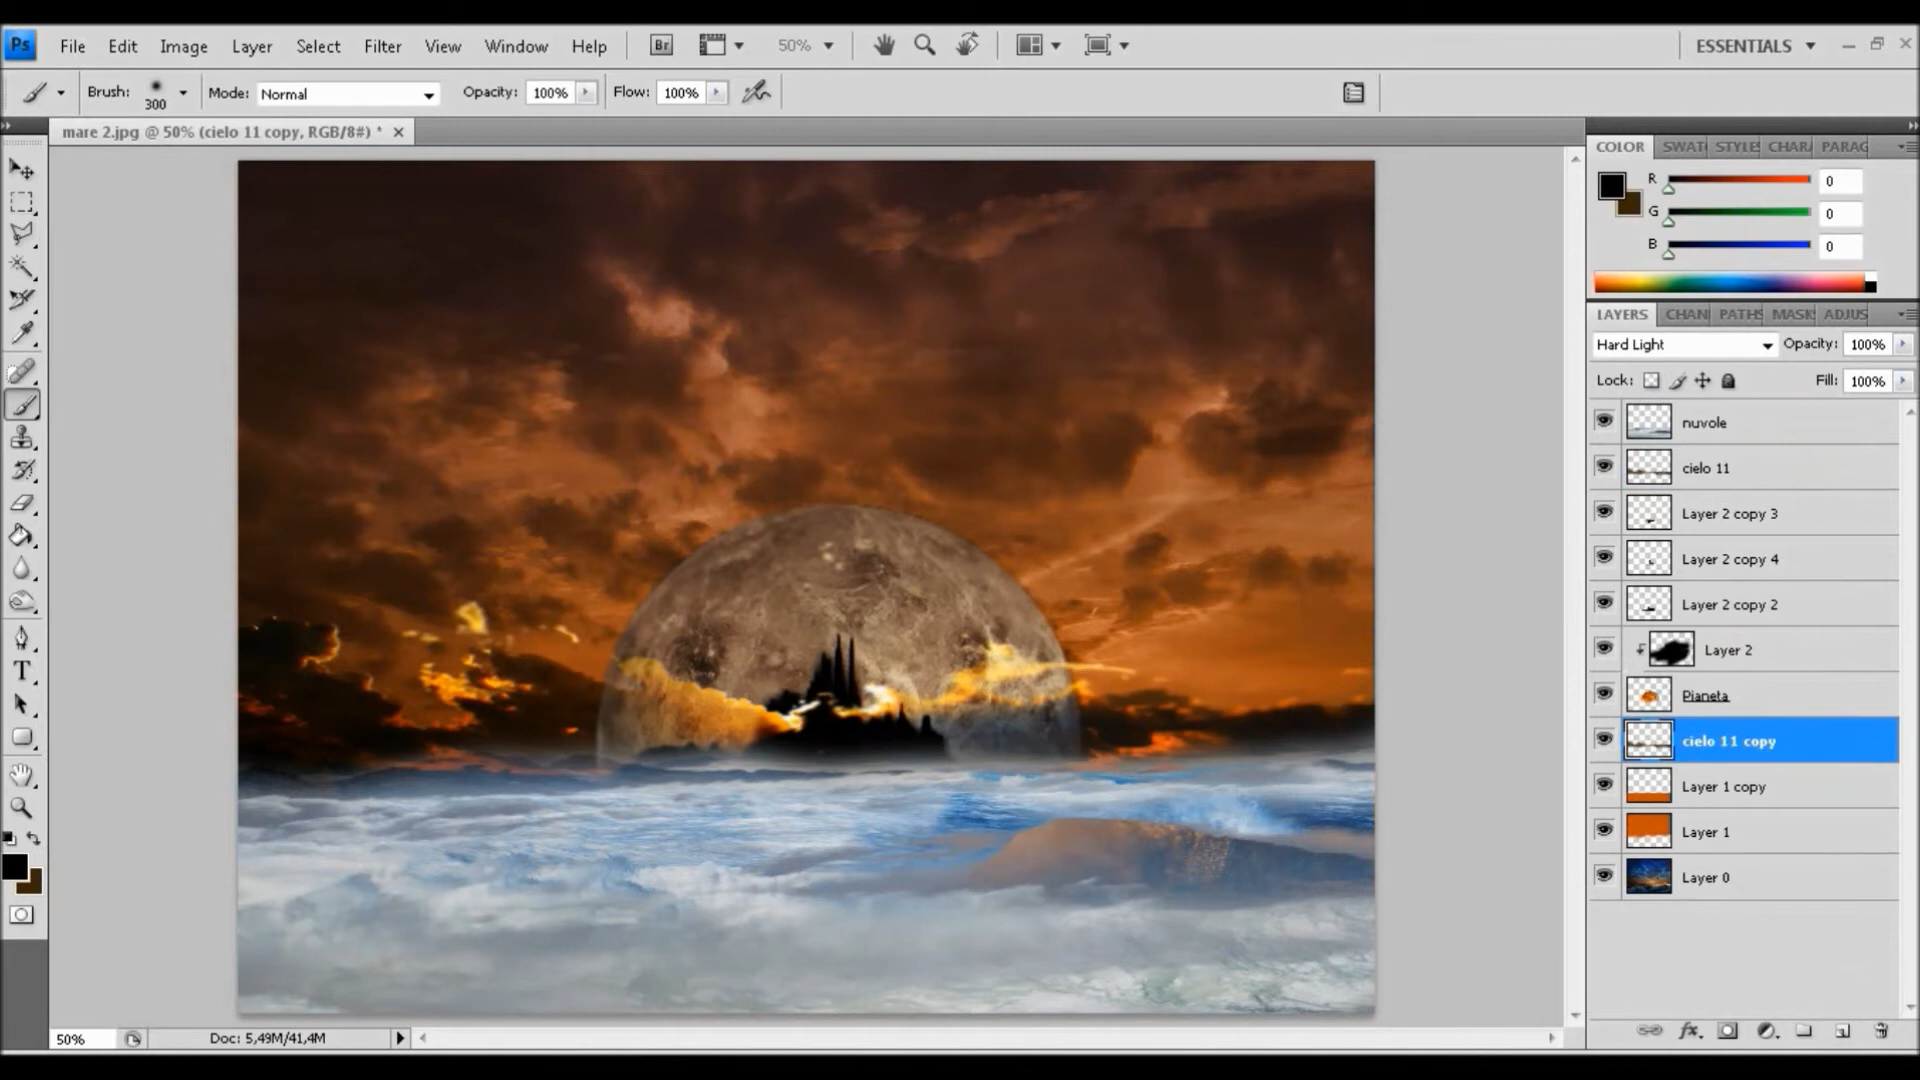 Ps File Edit Image Layer Select Filter View Window Help Br 50% ESSENTIALS
Brush: 300 Mode: Normal Opacity: 100% Flow: 100%
mare 2.jpg @ 50% (cielo 11 copy, RGB/8#) *
COLOR SWAT STYLE CHAR PARAG
R 0
G 0
B 0
LAYERS CHAN PATHS MASK ADJUS
Hard Light Opacity: 100%
Lock: Fill: 100%
nuvole
cielo 11
Layer 2 copy 3
Layer 2 copy 4
Layer 2 copy 2
Layer 2
Pianeta
cielo 11 copy
Layer 1 copy
Layer 1
Layer 0
50% Doc: 5,49M/41,4M